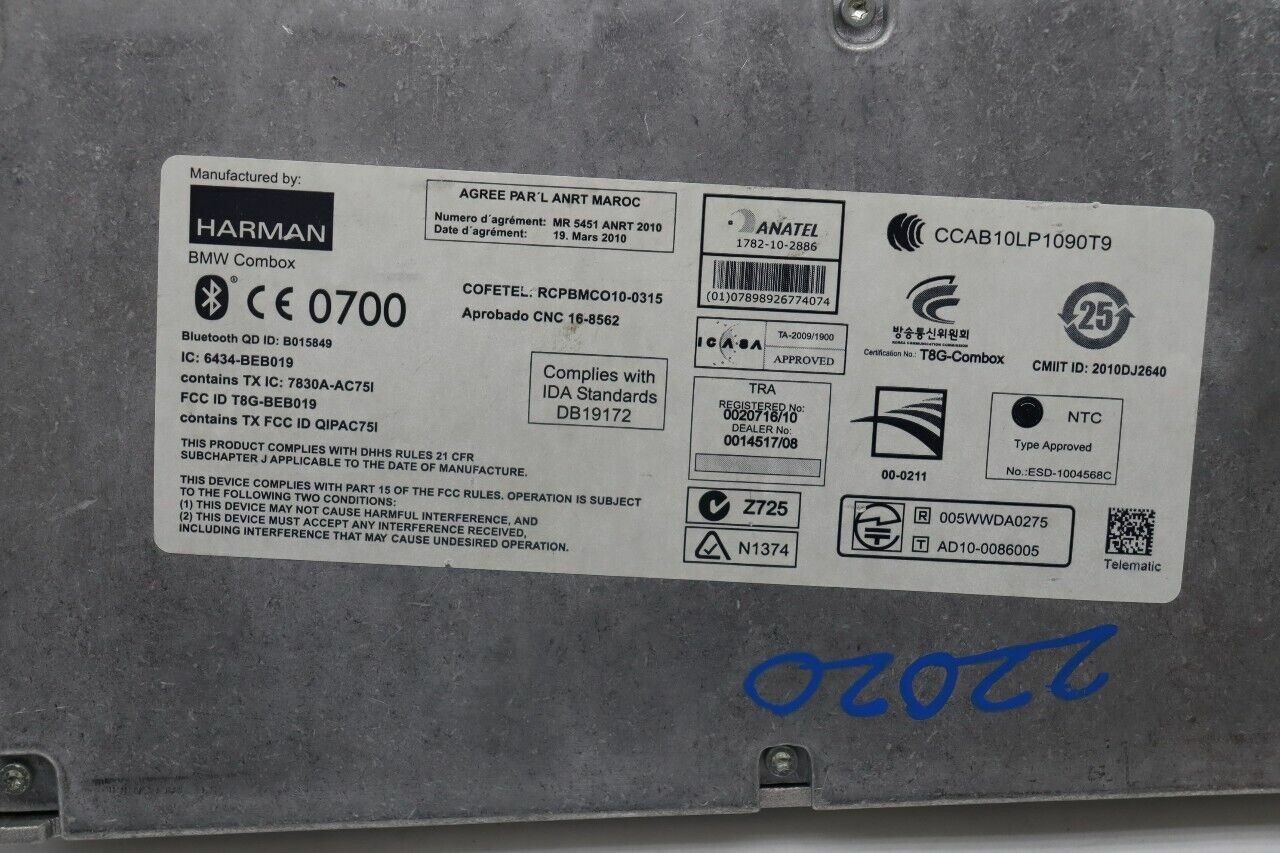 Manufactured by:
HARMAN
BMW Combox
CE 0700
Bluetooth QD ID: B015849
IC: 6434-BEB019
contains TX IC: 7830A-AC75I
FCC ID T8G-BEB019
contains TX FCC ID QIPAC75I
THIS PRODUCT COMPLIES WITH DHHS RULES 21 CFR
SUBCHAPTER J APPLICABLE TO THE DATE OF MANUFACTURE.
THIS DEVICE COMPLIES WITH PART 15 OF THE FCC RULES. OPERATION IS SUBJECT
TO THE FOLLOWING TWO CONDITIONS:
(1) THIS DEVICE MAY NOT CAUSE HARMFUL INTERFERENCE, AND
(2) THIS DEVICE MUST ACCEPT ANY INTERFERENCE RECEIVED,
INCLUDING INTERFERENCE THAT MAY CAUSE UNDESIRED OPERATION.
AGREE PAR´L ANRT MAROC
Numero d´agrément: MR 5451 ANRT 2010
Date d´agrément: 19. Mars 2010
COFETEL: RCPBMCO10-0315
Aprobado CNC 16-8562
Complies with
IDA Standards
DB19172
ANATEL
1782-10-2886
(01)07898926774074
ICASA
TA-2009/1900
APPROVED
TRA
REGISTERED No:
0020716/10
DEALER No:
0014517/08
Z725
N1374
CCAB10LP1090T9
방송통신위원회
KOREA COMMUNICATIONS COMMISSION
Certification No.: T8G-Combox
25
CMIIT ID: 2010DJ2640
00-0211
NTC
Type Approved
No.:ESD-1004568C
R 005WWDA0275
T AD10-0086005
Telematic
22020